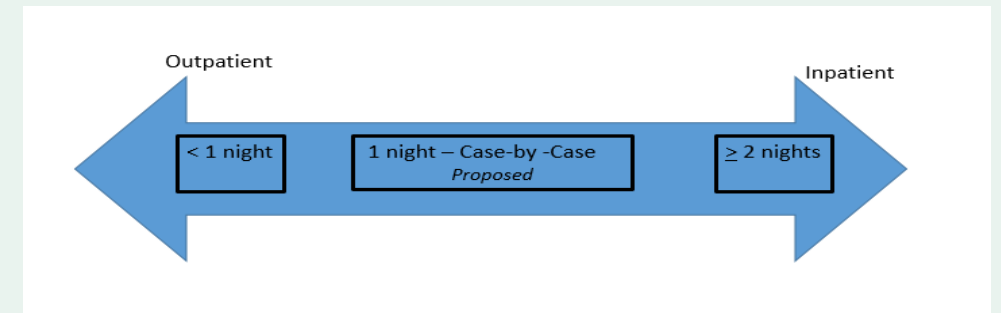 Outpatient
Inpatient
< 1 night
1 night – Case-by -Case
Proposed
≥ 2 nights